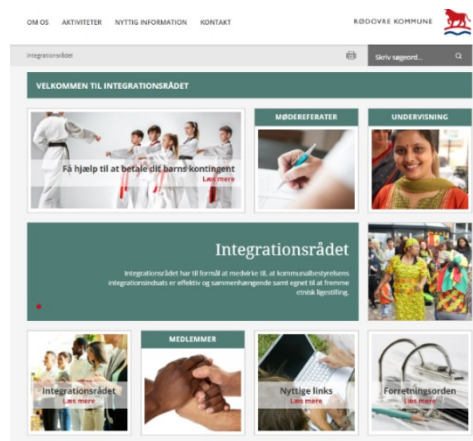 OM OS AKTIVITETER NYTTIG INFORMATION KONTAKT RØDOVRE KOMMUNE
Integrationsrådet Skriv søgeord...
VELKOMMEN TIL INTEGRATIONSRÅDET
MØDEREFERATER UNDERVISNING
Få hjælp til at betale dit barns kontingent
Læs mere
Integrationsrådet
Integrationsrådet har til formål at medvirke til, at kommunalbestyrelsens
integrationsindsats er effektiv og sammenhængende samt egnet til at fremme
etnisk ligestilling.
MEDLEMMER
Integrationsrådet Nyttige links Forretningsorden
Læs mere Læs mere Læs mere